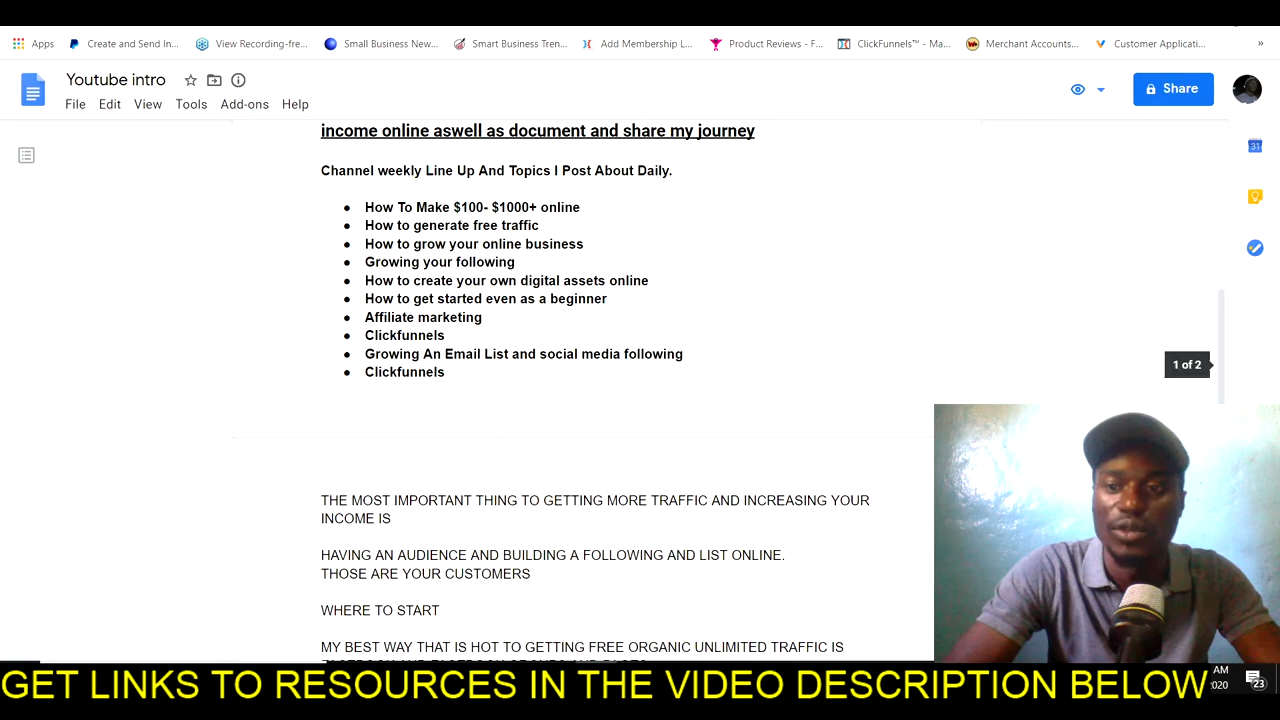 Apps
Create and Send In...
View Recording-fre...
Small Business New...
Smart Business Tren...
Add Membership L...
Product Reviews - F...
ClickFunnels™ - Ma...
Merchant Accounts...
Customer Applicati...
»
Youtube intro
File Edit View Tools Add-ons Help
Share
31
income online aswell as document and share my journey
Channel weekly Line Up And Topics I Post About Daily.
● How To Make $100- $1000+ online
● How to generate free traffic
● How to grow your online business
● Growing your following
● How to create your own digital assets online
● How to get started even as a beginner
● Affiliate marketing
● Clickfunnels
● Growing An Email List and social media following
● Clickfunnels
1 of 2
THE MOST IMPORTANT THING TO GETTING MORE TRAFFIC AND INCREASING YOUR
INCOME IS
HAVING AN AUDIENCE AND BUILDING A FOLLOWING AND LIST ONLINE.
THOSE ARE YOUR CUSTOMERS
WHERE TO START
MY BEST WAY THAT IS HOT TO GETTING FREE ORGANIC UNLIMITED TRAFFIC IS
AM
2020
23
GET LINKS TO RESOURCES IN THE VIDEO DESCRIPTION BELOW